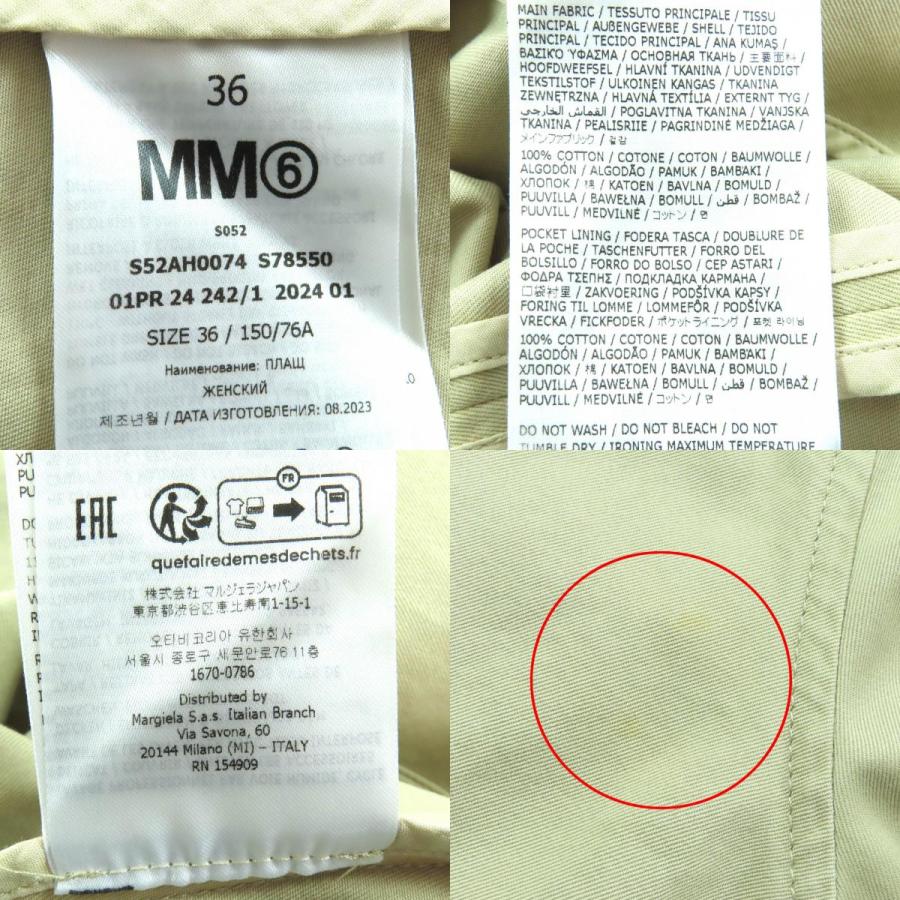 36
MM⑥
S052
S52AH0074 S78550
01PR 24 242/1 2024 01
SIZE 36 / 150/76A
Наименование: ПЛАЩ
ЖЕНСКИЙ
제조년월 / ДАТА ИЗГОТОВЛЕНИЯ: 08.2023
MAIN FABRIC / TESSUTO PRINCIPALE / TISSU
PRINCIPAL / AUßENGEWEBE / SHELL / TEJIDO
PRINCIPAL / TECIDO PRINCIPAL / ANA KUMAŞ /
ΒΑΣΙΚΟ ΎΦΑΣΜΑ / ОСНОВНАЯ ТКАНЬ / 主要面料 /
HOOFDWEEFSEL / HLAVNÍ TKANINA / UDVENDIGT
TEKSTILSTOF / ULKOINEN KANGAS / TKANINA
ZEWNĘTRZNA / HLAVNÁ TEXTÍLIA / EXTERNT TYG /
القماش الخارجي / POGLAVITNA TKANINA / VANJSKA
TKANINA / PEALISRIIE / PAGRINDINĖ MEDŽIAGA /
メインファブリック / 겉감
100% COTTON / COTONE / COTON / BAUMWOLLE /
ALGODÓN / ALGODÃO / PAMUK / ΒΑΜΒΑΚΙ /
ХЛОПОК / 棉 / KATOEN / BAVLNA / BOMULD /
PUUVILLA / BAWEŁNA / BOMULL / قطن / BOMBAŽ /
PUUVILL / MEDVILNĖ / コットン / 면
POCKET LINING / FODERA TASCA / DOUBLURE DE
LA POCHE / TASCHENFUTTER / FORRO DEL
BOLSILLO / FORRO DO BOLSO / CEP ASTARI /
ΦΟΔΡΑ ΤΣΕΠΗΣ / ПОДКЛАДКА КАРМАНА /
口袋衬里 / ZAKVOERING / PODŠÍVKA KAPSY /
FORING TIL LOMME / LOMMEFÔR / PODŠÍVKA
VRECKA / FICKFODER / ポケットライニング / 포켓 라이닝
100% COTTON / COTONE / COTON / BAUMWOLLE /
ALGODÓN / ALGODÃO / PAMUK / ΒΑΜΒΑΚΙ /
ХЛОПОК / 棉 / KATOEN / BAVLNA / BOMULD /
PUUVILLA / BAWEŁNA / BOMULL / قطن / BOMBAŽ /
PUUVILL / MEDVILNĖ / コットン / 면
DO NOT WASH / DO NOT BLEACH / DO NOT
TUMBLE DRY / IRONING MAXIMUM TEMPERATURE
EAC
FR
quefairedemesdechets.fr
株式会社 マルジェラジャパン
東京都渋谷区恵比寿南1-15-1
오티비코리아 유한회사
서울시 종로구 새문안로76 11층
1670-0786
Distributed by
Margiela S.a.s. Italian Branch
Via Savona, 60
20144 Milano (MI) – ITALY
RN 154909